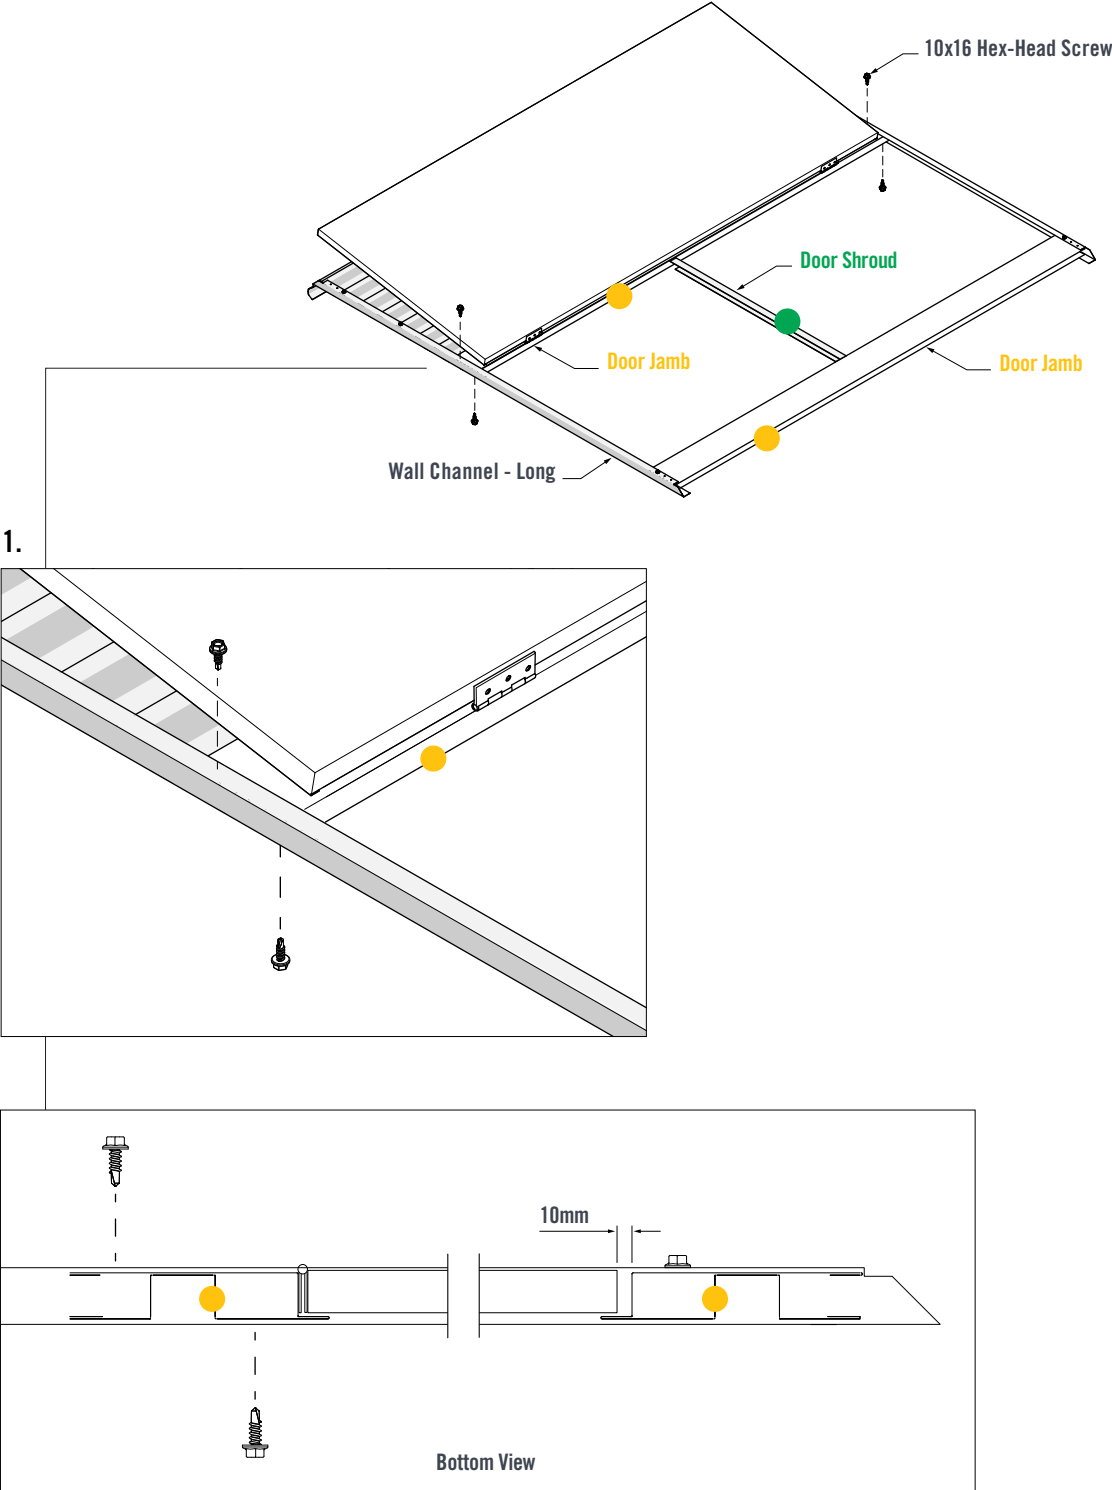 10x16 Hex-Head Screw
Door Shroud
Door Jamb
Door Jamb
Wall Channel - Long
1.
10mm
Bottom View